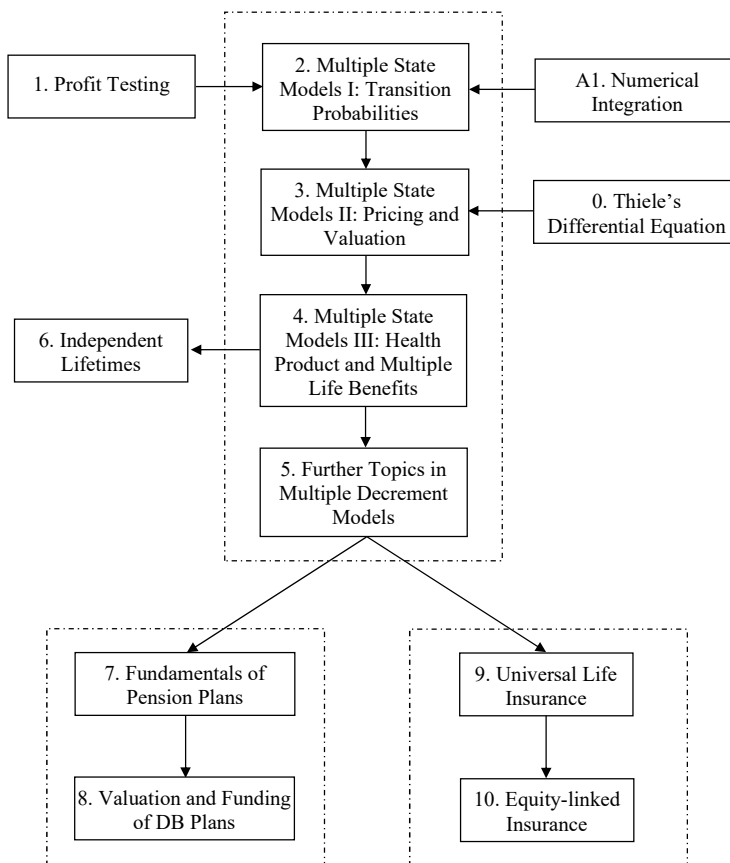 1. Profit Testing
2. Multiple State
Models I: Transition
Probabilities
A1. Numerical
Integration
3. Multiple State
Models II: Pricing and
Valuation
0. Thiele’s
Differential Equation
6. Independent
Lifetimes
4. Multiple State
Models III: Health
Product and Multiple
Life Benefits
5. Further Topics in
Multiple Decrement
Models
7. Fundamentals of
Pension Plans
8. Valuation and Funding
of DB Plans
9. Universal Life
Insurance
10. Equity-linked
Insurance